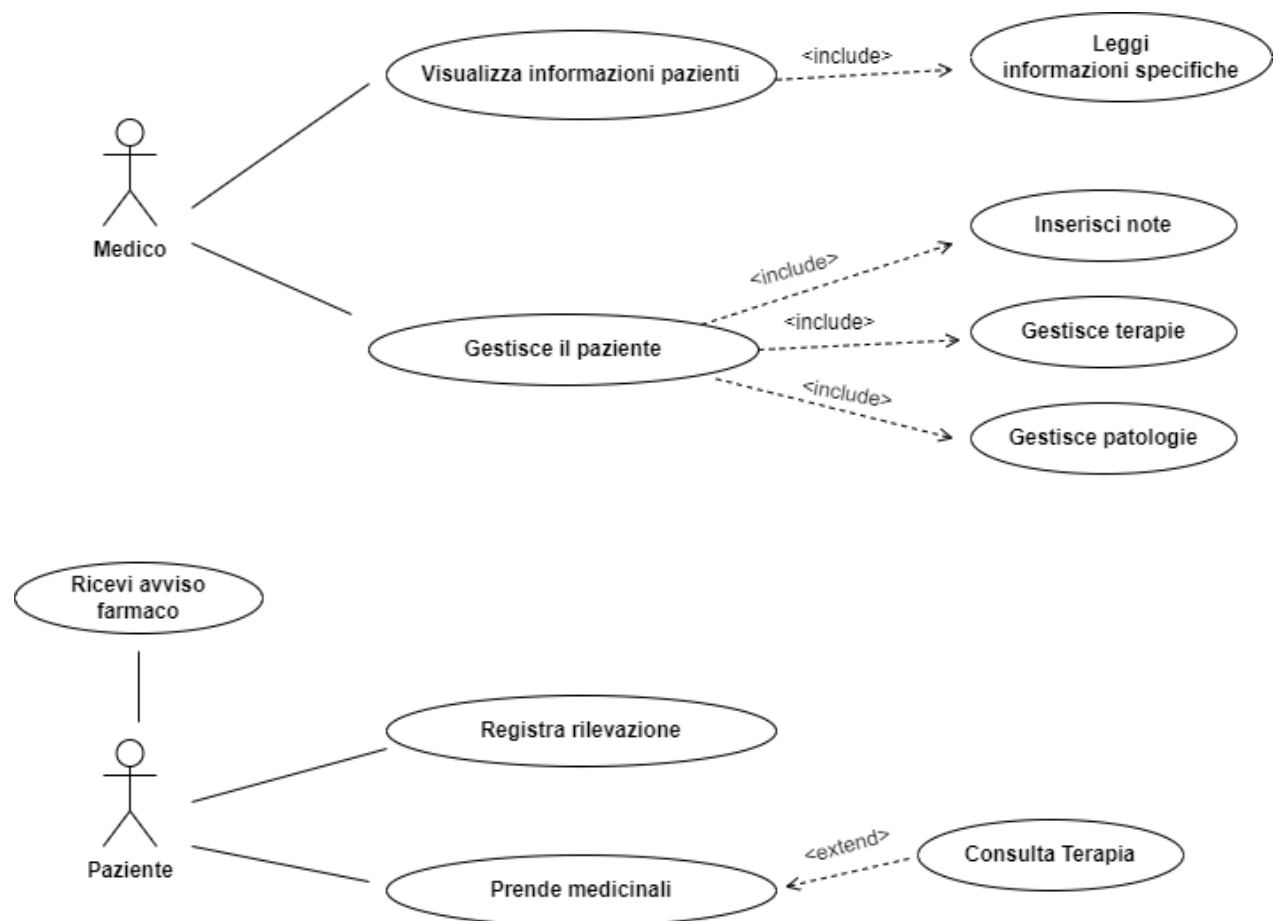 Visualizza informazioni pazienti
<include>
Leggi
informazioni specifiche
Medico
Inserisci note
<include>
Gestisce il paziente
<include>
Gestisce terapie
<include>
Gestisce patologie
Ricevi avviso
farmaco
Registra rilevazione
Paziente
Prende medicinali
<extend>
Consulta Terapia